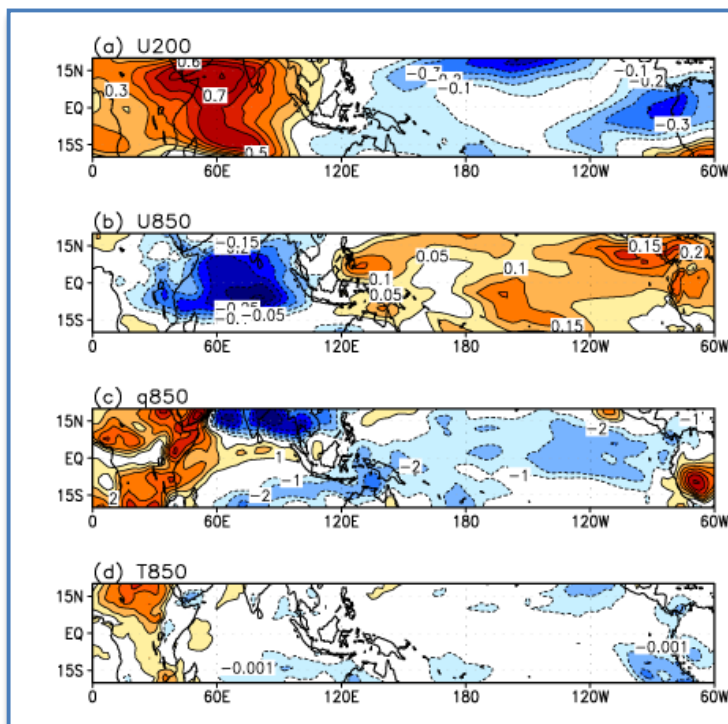 (a) U200
0.6
15N
-0.1
-0.2
-0.1
0.3
EQ
0.7
-0.3
15S
0.5
0 60E 120E 180 120W 60W
(b) U850
-0.15
15N
0.05
0.15
0.2
EQ
0.1
0.1
0.05
-0.05
15S
0.15
0 60E 120E 180 120W 60W
(c) q850
15N
-1
-2
EQ
1
-2
-1
-1
15S
2
-2
0 60E 120E 180 120W 60W
(d) T850
15N
EQ
-0.001
-0.001
15S
0 60E 120E 180 120W 60W